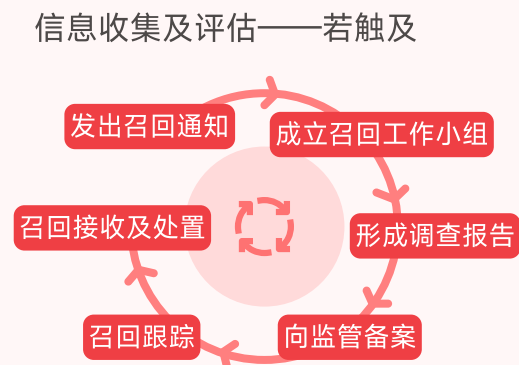 信息收集及评估——若触及
发出召回通知
成立召回工作小组
召回接收及处置
形成调查报告
召回跟踪
向监管备案